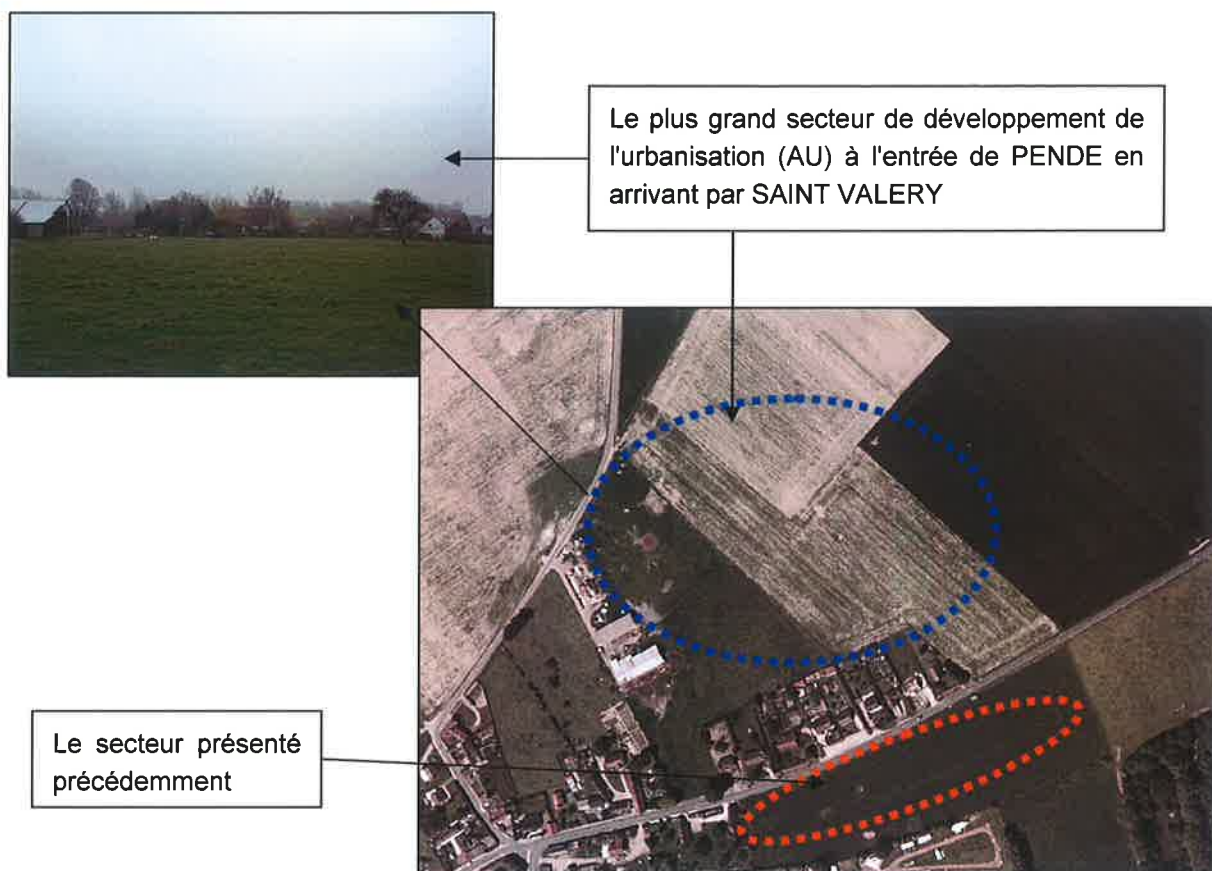 Le plus grand secteur de développement de
l'urbanisation (AU) à l'entrée de PENDE en
arrivant par SAINT VALERY
Le secteur présenté
précédemment